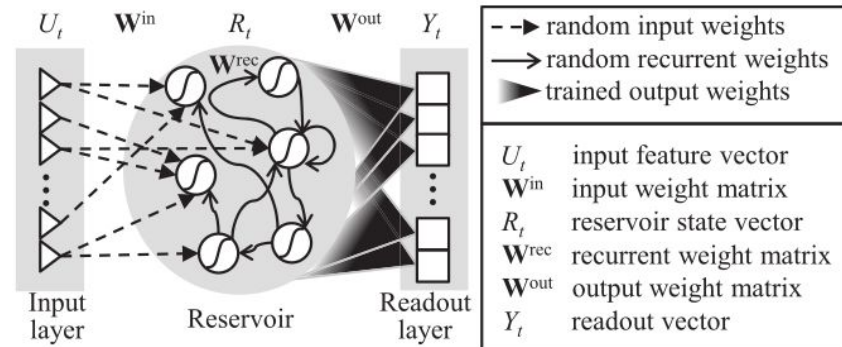 U_t W^in R_t W^out Y_t
W^rec
Input layer
Reservoir
Readout layer
random input weights
random recurrent weights
trained output weights
U_t input feature vector
W^in input weight matrix
R_t reservoir state vector
W^rec recurrent weight matrix
W^out output weight matrix
Y_t readout vector